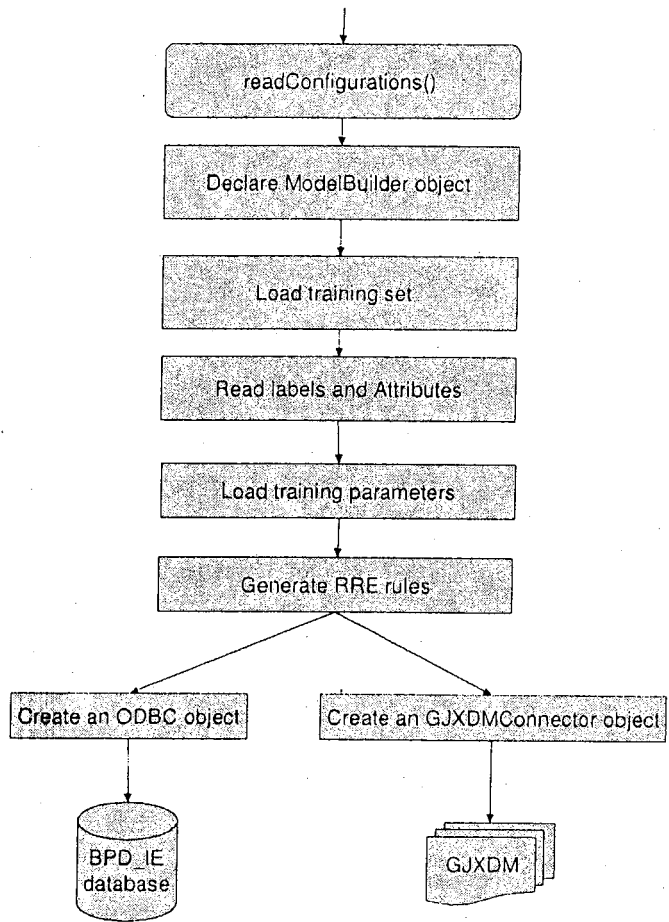 readConfigurations()
Declare ModelBuilder object
Load training set
Read labels and Attributes
Load training parameters
Generate RRE rules
Create an ODBC object
Create an GJXDMConnector object
BPD_IE
database
GJXDM